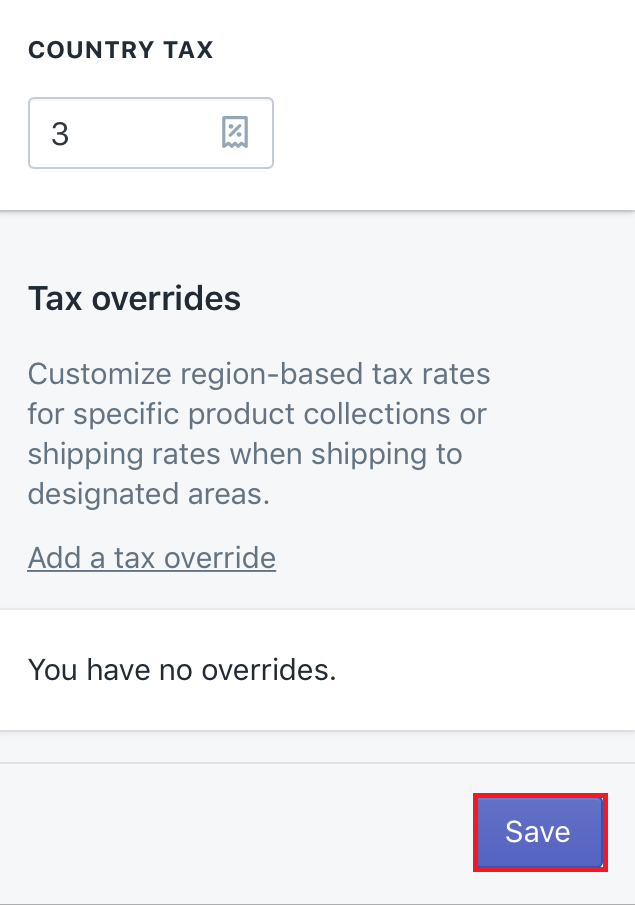 COUNTRY TAX
3
Tax overrides
Customize region-based tax rates
for specific product collections or
shipping rates when shipping to
designated areas.
Add a tax override
You have no overrides.
Save